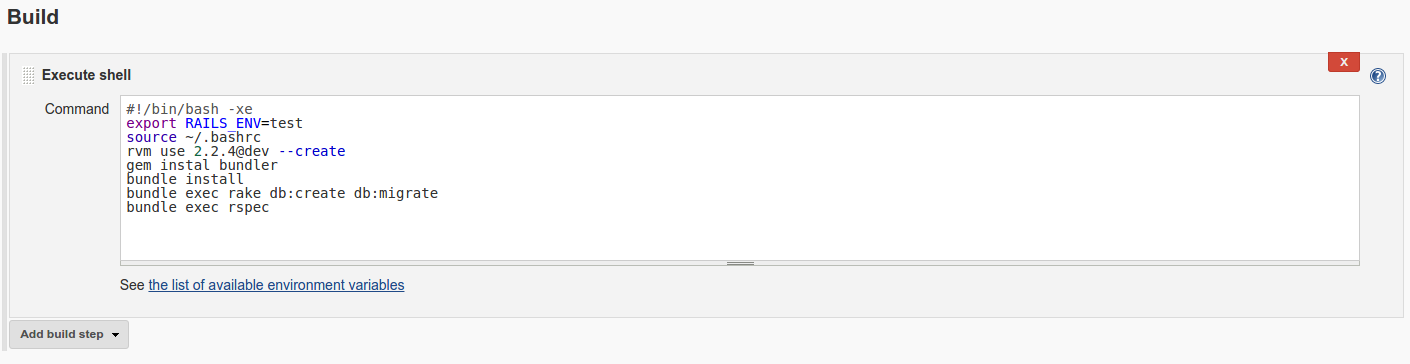 Build
Execute shell
X
?
Command
#!/bin/bash -xe
export RAILS_ENV=test
source ~/.bashrc
rvm use 2.2.4@dev --create
gem instal bundler
bundle install
bundle exec rake db:create db:migrate
bundle exec rspec
See the list of available environment variables
Add build step